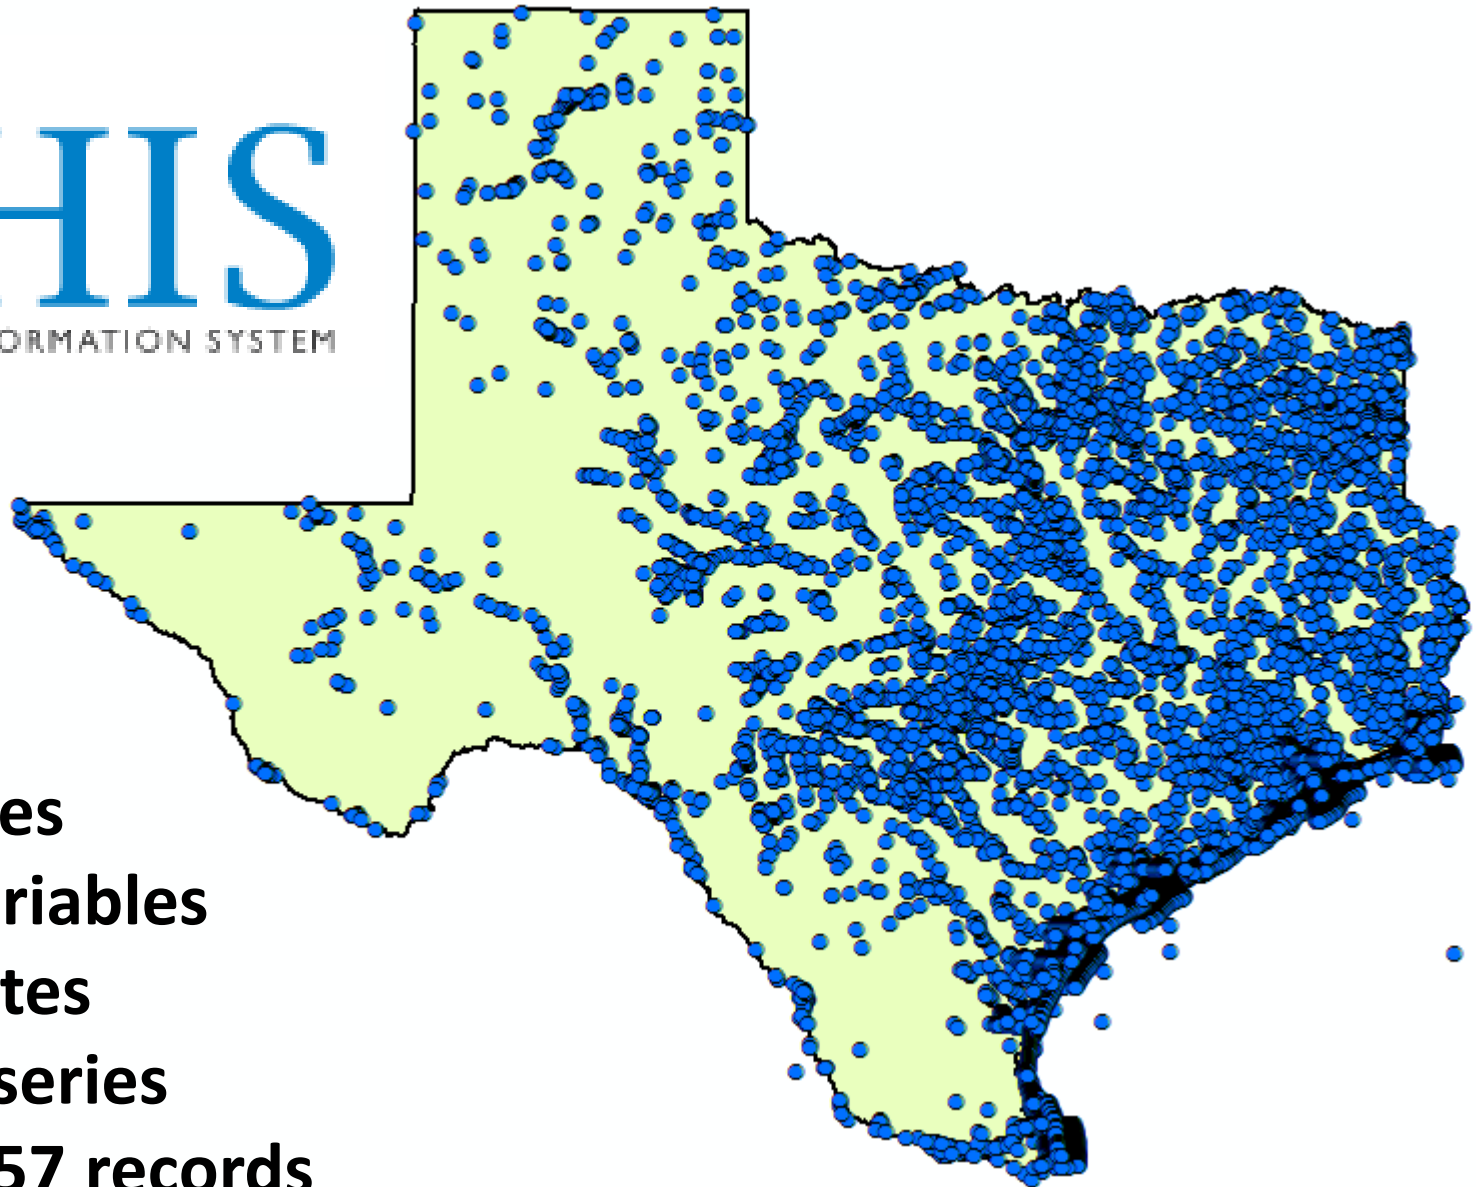 HIS
ORMATION SYSTEM
es
riables
tes
series
57 records